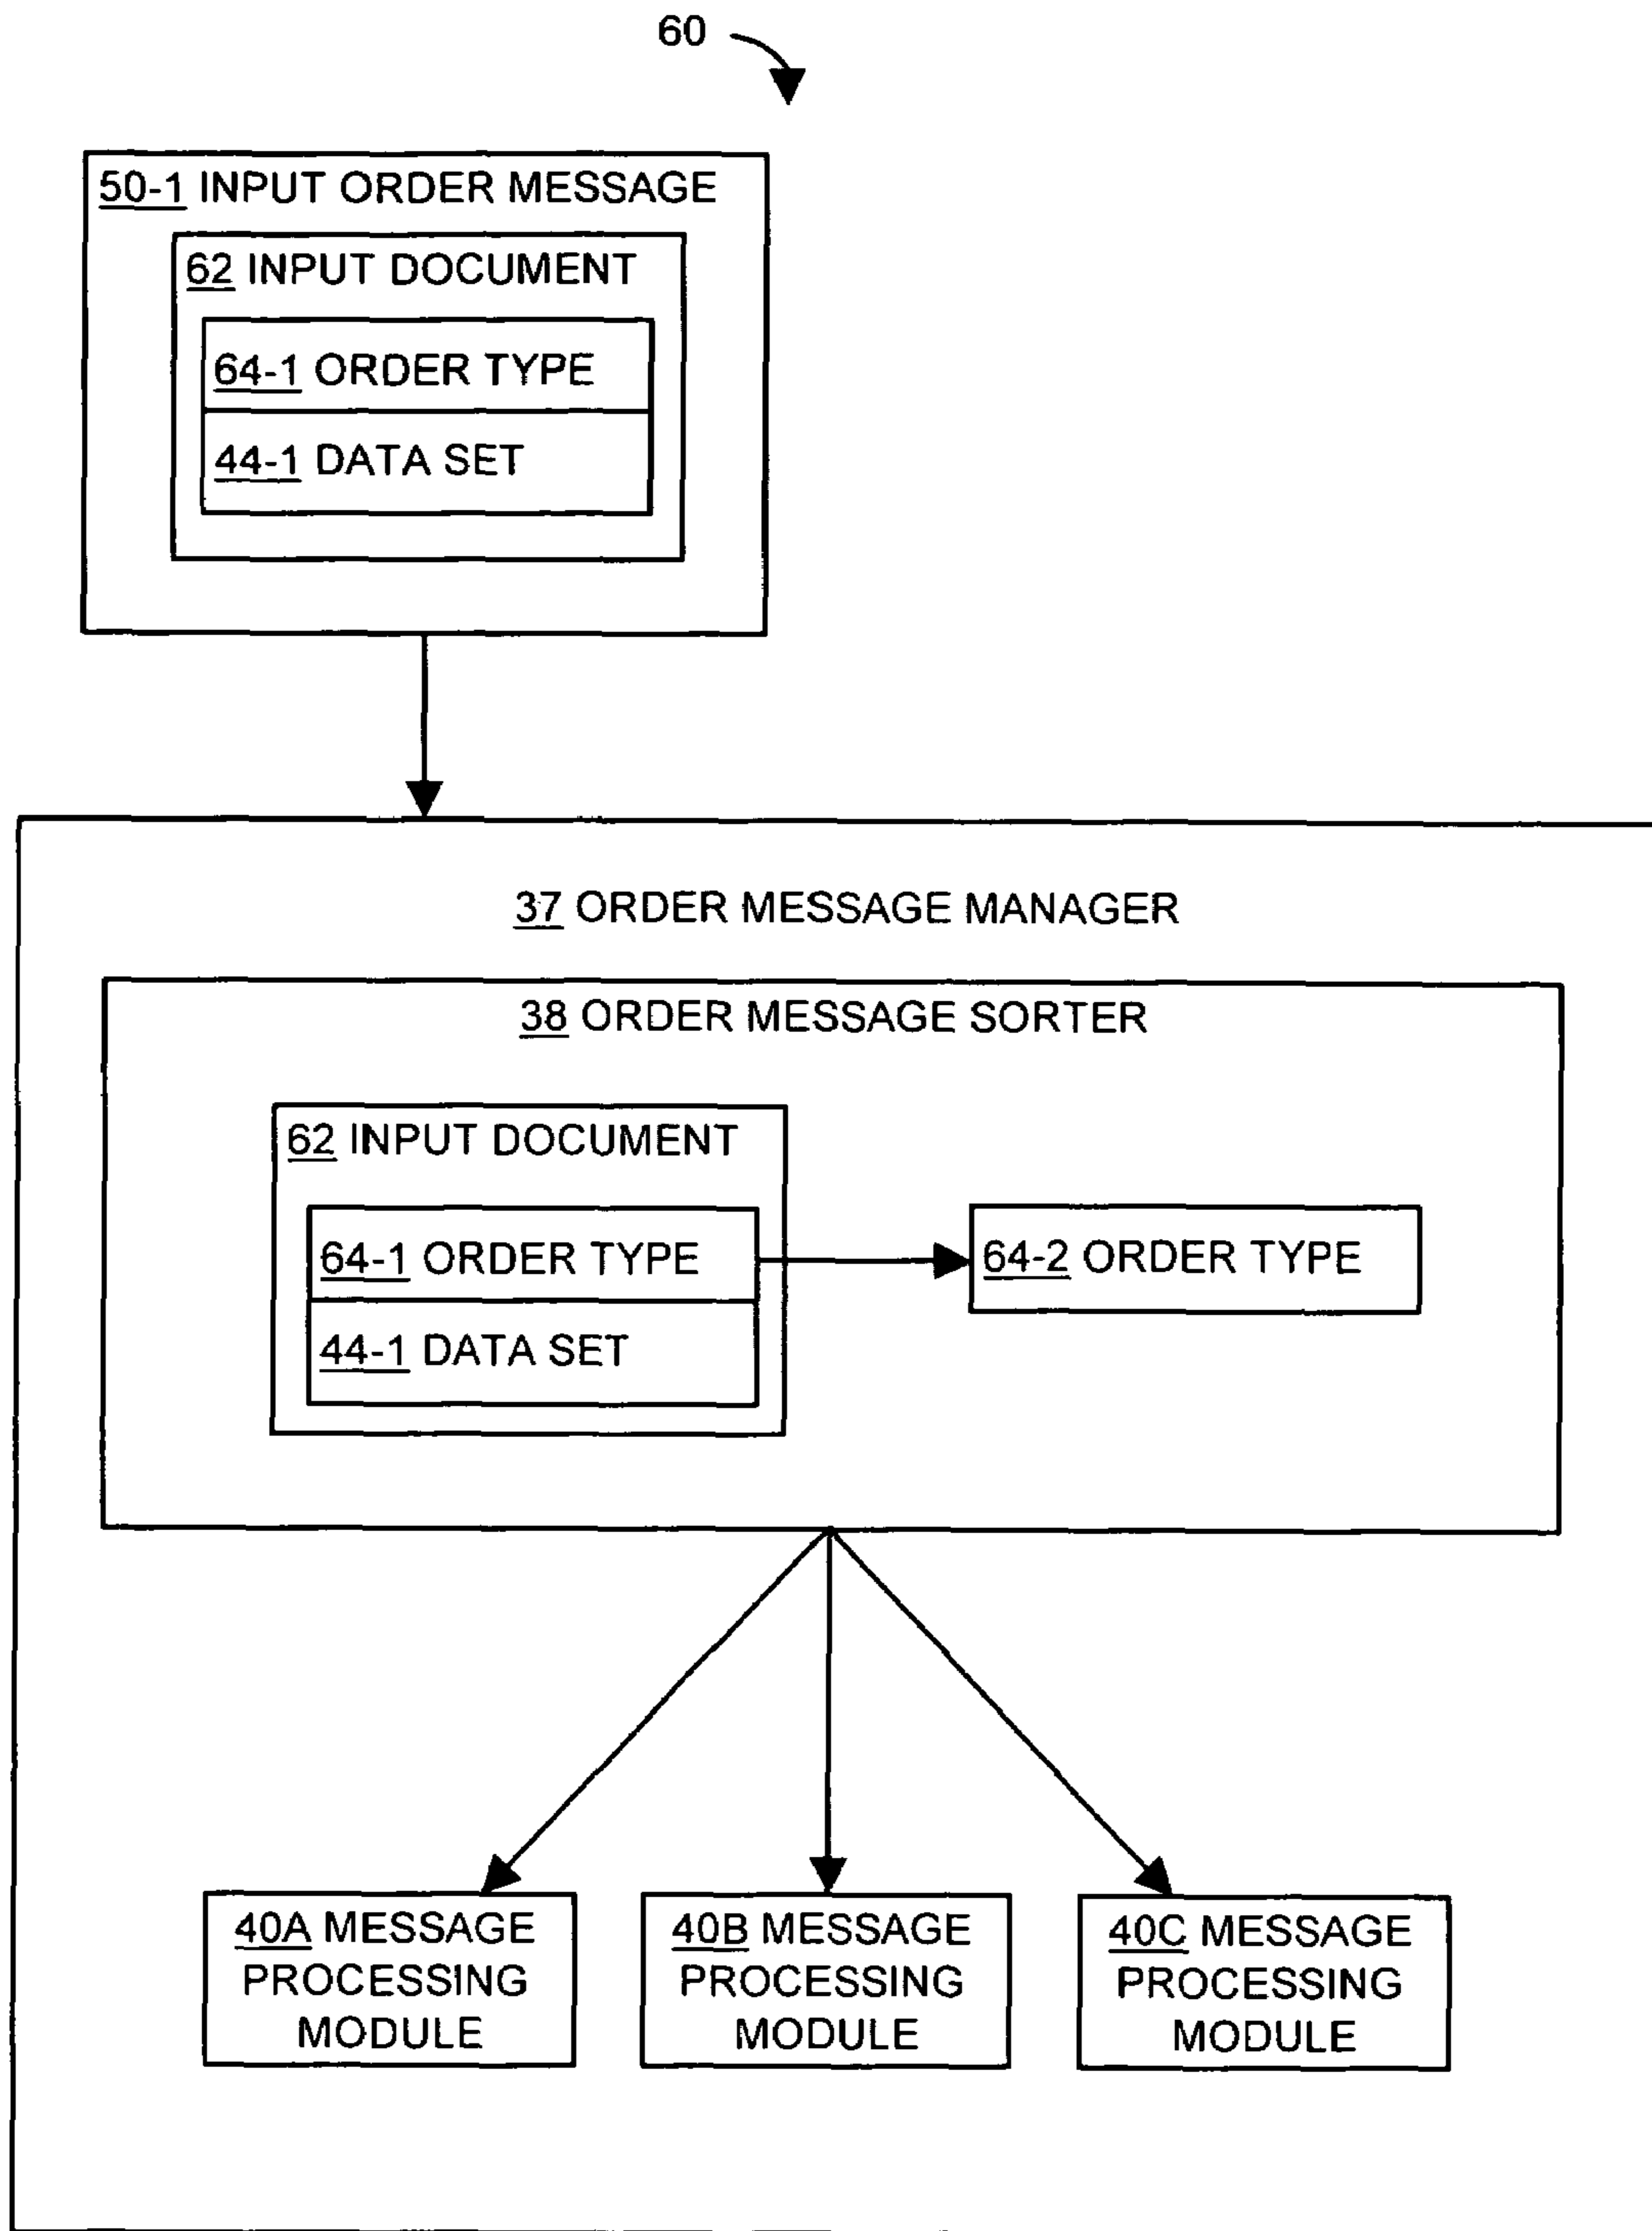 60
50-1 INPUT ORDER MESSAGE
62 INPUT DOCUMENT
64-1 ORDER TYPE
44-1 DATA SET
37 ORDER MESSAGE MANAGER
38 ORDER MESSAGE SORTER
62 INPUT DOCUMENT
64-1 ORDER TYPE
64-2 ORDER TYPE
44-1 DATA SET
40A MESSAGE
PROCESSING
MODULE
40B MESSAGE
PROCESSING
MODULE
40C MESSAGE
PROCESSING
MODULE